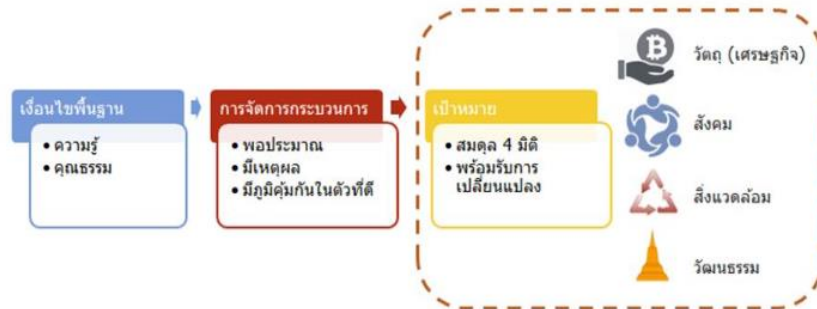 เงื่อนไขพื้นฐาน
• ความรู้
• คุณธรรม
การจัดการกระบวนการ
• พอประมาณ
• มีเหตุผล
• มีภูมิคุ้มกันในตัวที่ดี
เป้าหมาย
• สมดุล 4 มิติ
• พร้อมรับการ
เปลี่ยนแปลง
วัตถุ (เศรษฐกิจ)
สังคม
สิ่งแวดล้อม
วัฒนธรรม